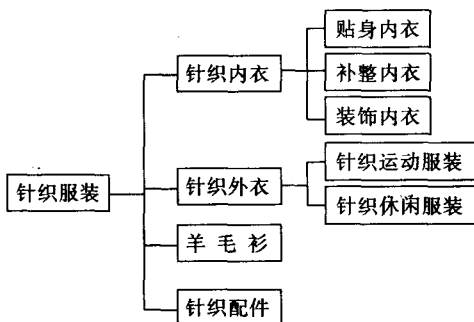 贴身内衣
针织内衣
补整内衣
装饰内衣
针织运动服装
针织服装
针织外衣
针织休闲服装
羊毛衫
针织配件